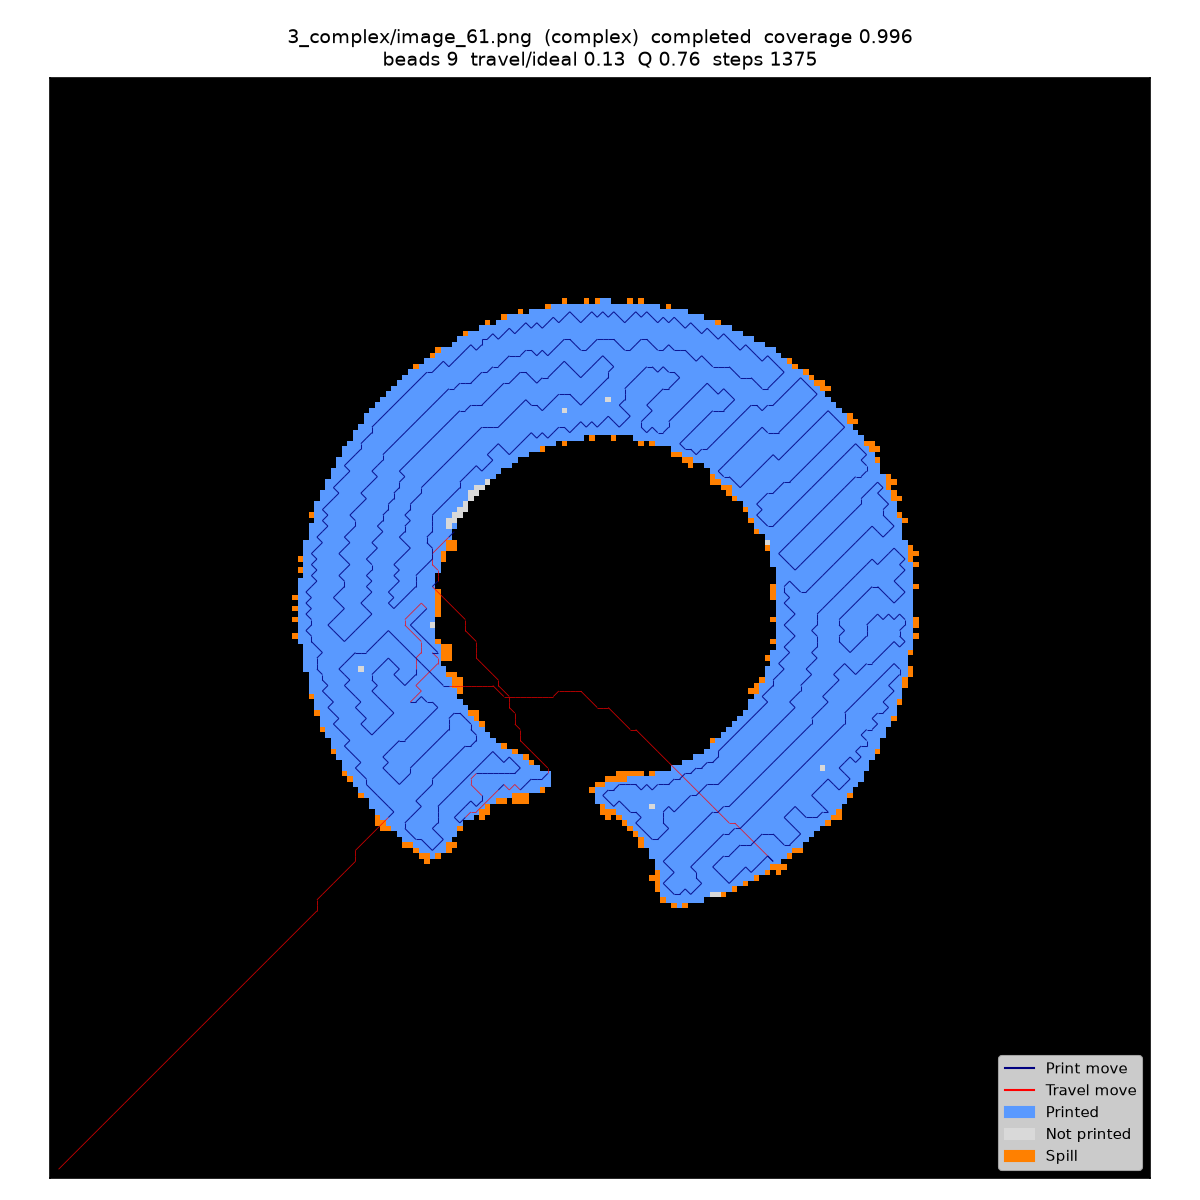 3_complex/image_61.png  (complex)  completed  coverage 0.996
beads 9  travel/ideal 0.13  Q 0.76  steps 1375
Print move
Travel move
Printed
Not printed
Spill